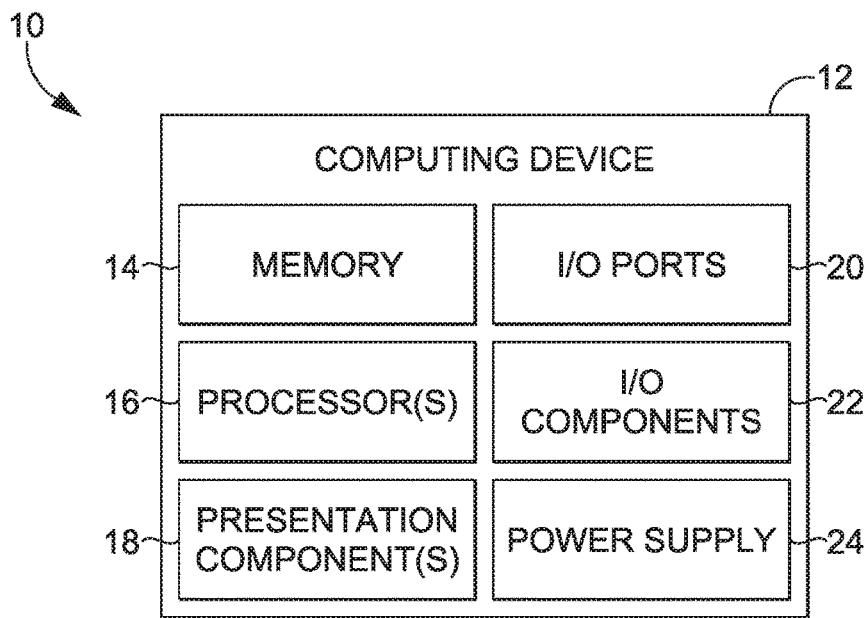 10
12
COMPUTING DEVICE
14
MEMORY
I/O PORTS
20
16
PROCESSOR(S)
I/O
COMPONENTS
22
18
PRESENTATION
COMPONENT(S)
POWER SUPPLY
24